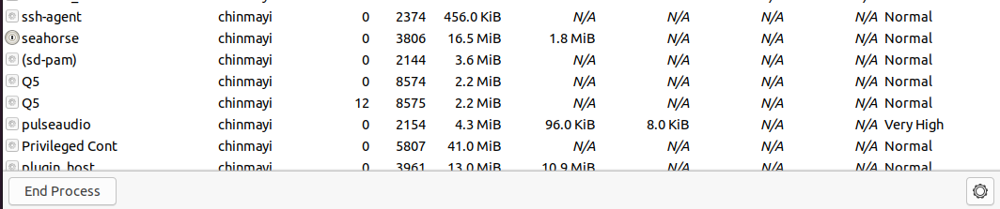 ssh-agent chinmayi 0 2374 456.0 KiB N/A N/A N/A N/A Normal
seahorse chinmayi 0 3806 16.5 MiB 1.8 MiB N/A N/A N/A Normal
(sd-pam) chinmayi 0 2144 3.6 MiB N/A N/A N/A N/A Normal
Q5 chinmayi 0 8574 2.2 MiB N/A N/A N/A N/A Normal
Q5 chinmayi 12 8575 2.2 MiB N/A N/A N/A N/A Normal
pulseaudio chinmayi 0 2154 4.3 MiB 96.0 KiB 8.0 KiB N/A N/A Very High
Privileged Cont chinmayi 0 5807 41.0 MiB N/A N/A N/A N/A Normal
plugin_host chinmayi 0 3961 13.0 MiB 10.9 MiB N/A N/A N/A Normal
End Process